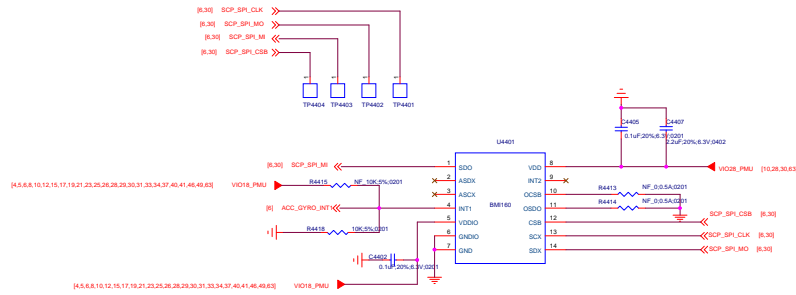 [6,30] SCP_SPI_CLK
[6,30] SCP_SPI_MO
[6,30] SCP_SPI_MI
[6,30] SCP_SPI_CSB
1 1 1 1
TP4404 TP4403 TP4402 TP4401
C4405 C4407
0.1uF;20%;6.3V;0201 2.2uF;20%;6.3V;0402
U4401
[6,30] SCP_SPI_MI 1 SDO VDD 8 VIO28_PMU [10,28,30,63]
2 ASDX INT2 9
[4,5,6,8,10,12,15,17,19,21,23,25,26,28,29,30,31,33,34,37,40,41,46,49,63] VIO18_PMU R4415 NF_10K;5%;0201
3 ASCX OCSB 10 R4413 NF_0;0.5A;0201
[6] ACC_GYRO_INT1 4 INT1 BMI160 OSDO 11 R4414 NF_0;0.5A;0201
5 VDDIO CSB 12 SCP_SPI_CSB [6,30]
R4418 10K;5%;0201
6 GNDIO SCX 13 SCP_SPI_CLK [6,30]
7 GND SDX 14 SCP_SPI_MO [6,30]
C4402
0.1uF;20%;6.3V;0201
[4,5,6,8,10,12,15,17,19,21,23,25,26,28,29,30,31,33,34,37,40,41,46,49,63] VIO18_PMU